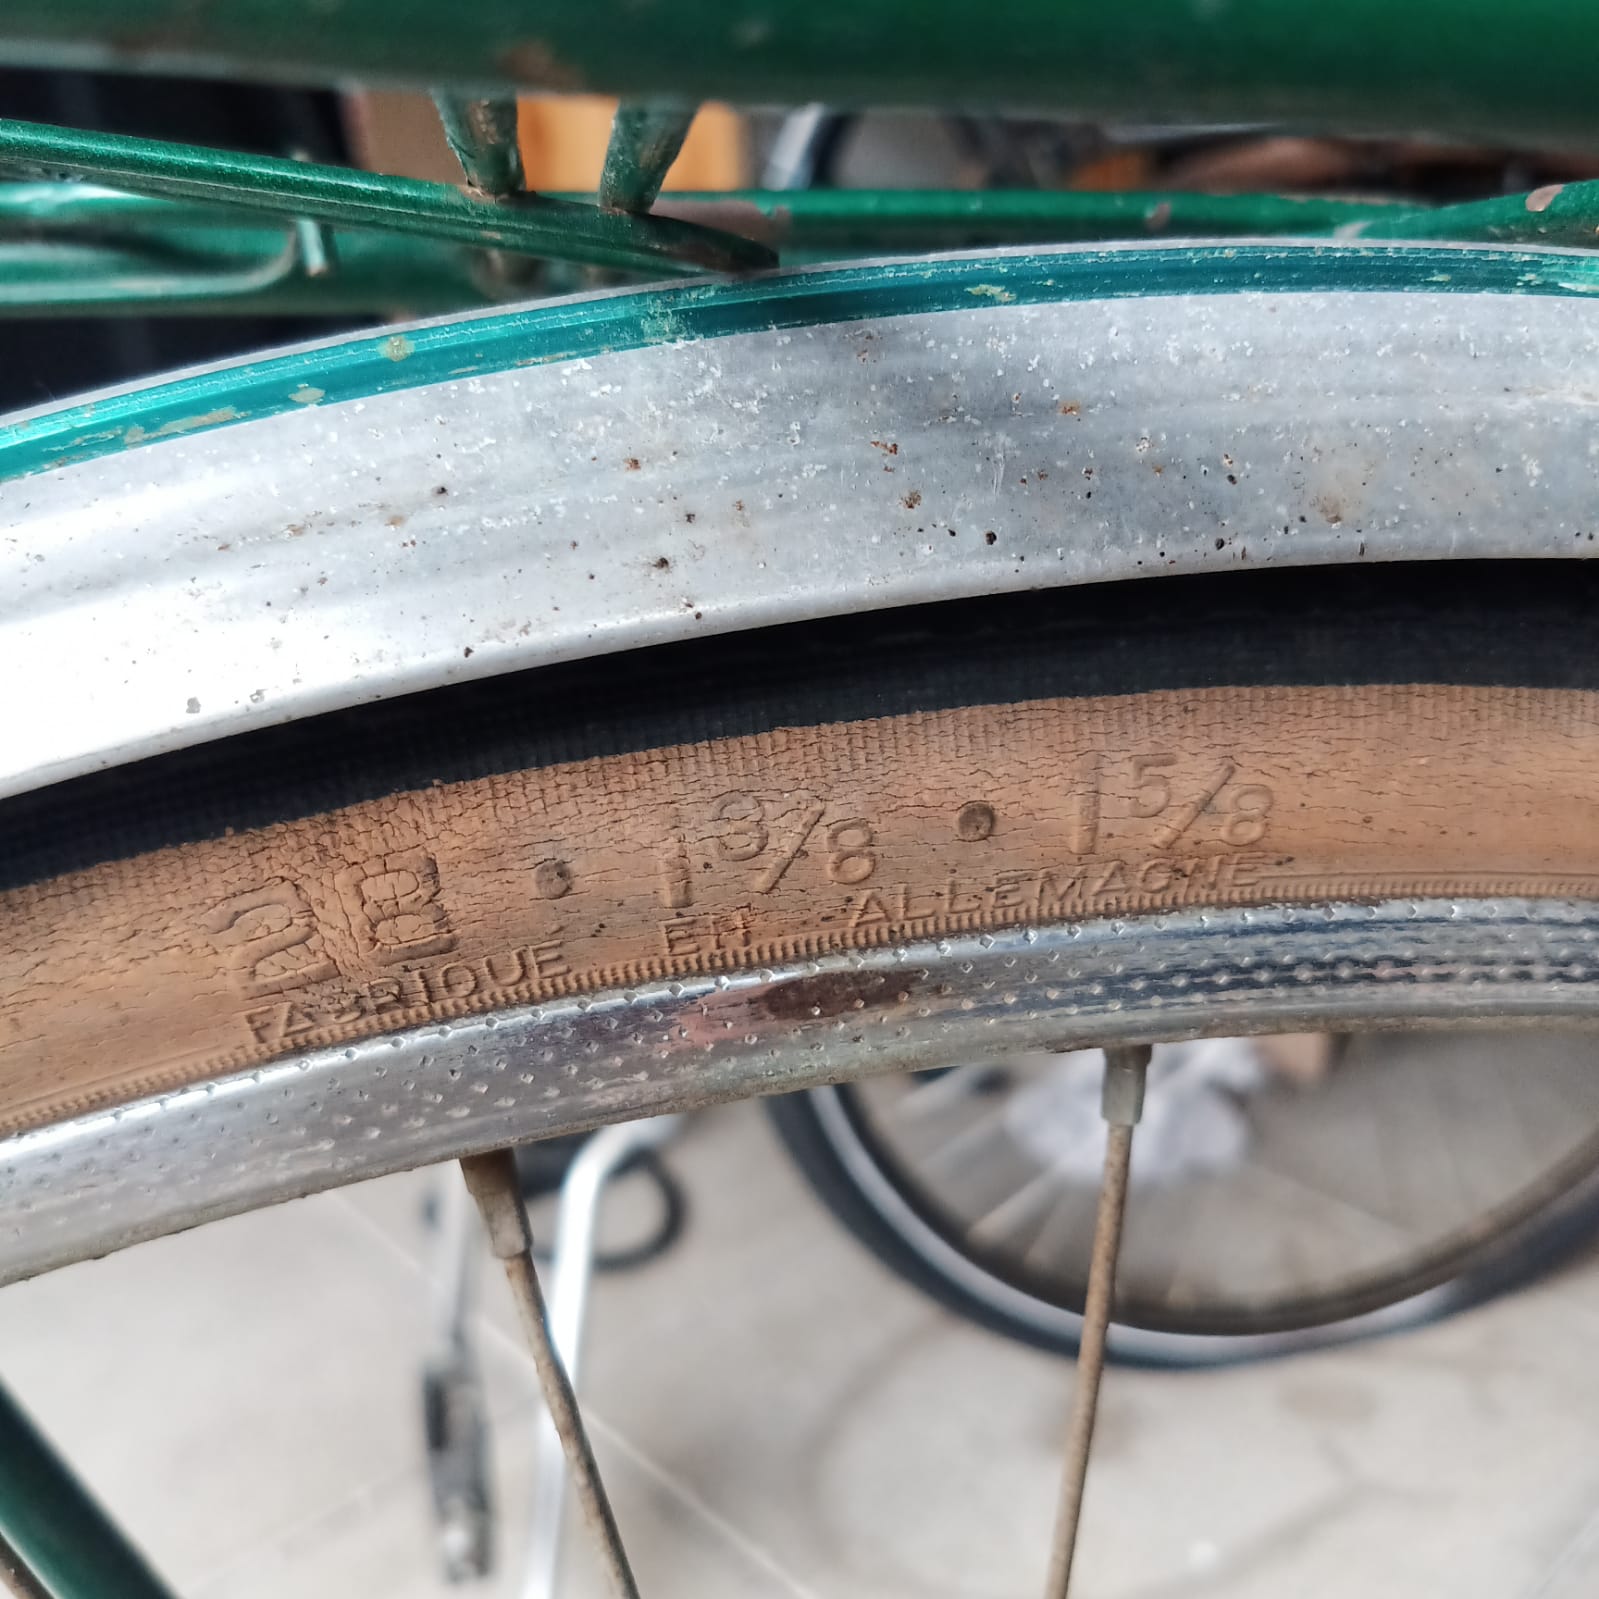 28 • 1 3/8 • 1 5/8
FABRIQUÉ EN ALLEMAGNE